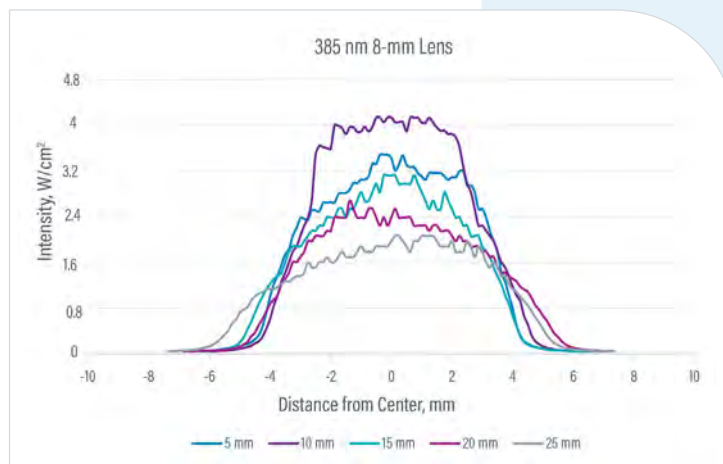 385 nm 8-mm Lens
Intensity, W/cm²
4.8
4
3.2
2.4
1.6
0.8
0
-10 -8 -6 -4 -2 0 2 4 6 8 10
Distance from Center, mm
5 mm 10 mm 15 mm 20 mm 25 mm